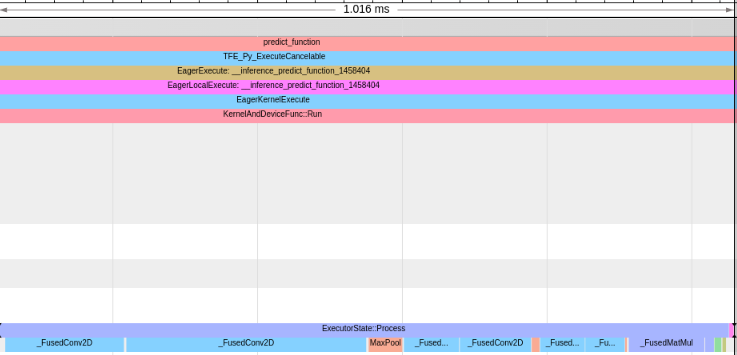 1.016 ms
predict_function
TFE_Py_ExecuteCancelable
EagerExecute: __inference_predict_function_1458404
EagerLocalExecute: __inference_predict_function_1458404
EagerKernelExecute
KernelAndDeviceFunc::Run
ExecutorState::Process
_FusedConv2D _FusedConv2D MaxPool _Fused... _FusedConv2D _Fused... _Fu... _FusedMatMul